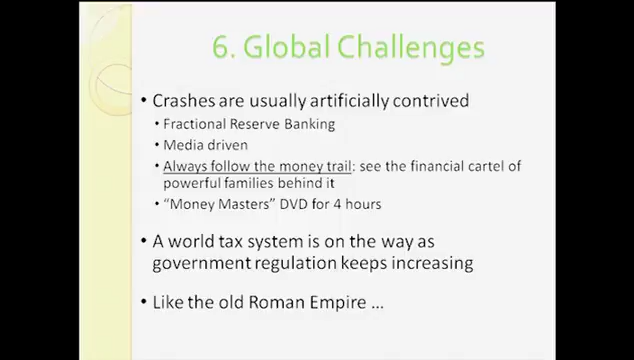 6. Global Challenges
• Crashes are usually artificially contrived
• Fractional Reserve Banking
• Media driven
• Always follow the money trail: see the financial cartel of
powerful families behind it
• “Money Masters” DVD for 4 hours
• A world tax system is on the way as
government regulation keeps increasing
• Like the old Roman Empire ...